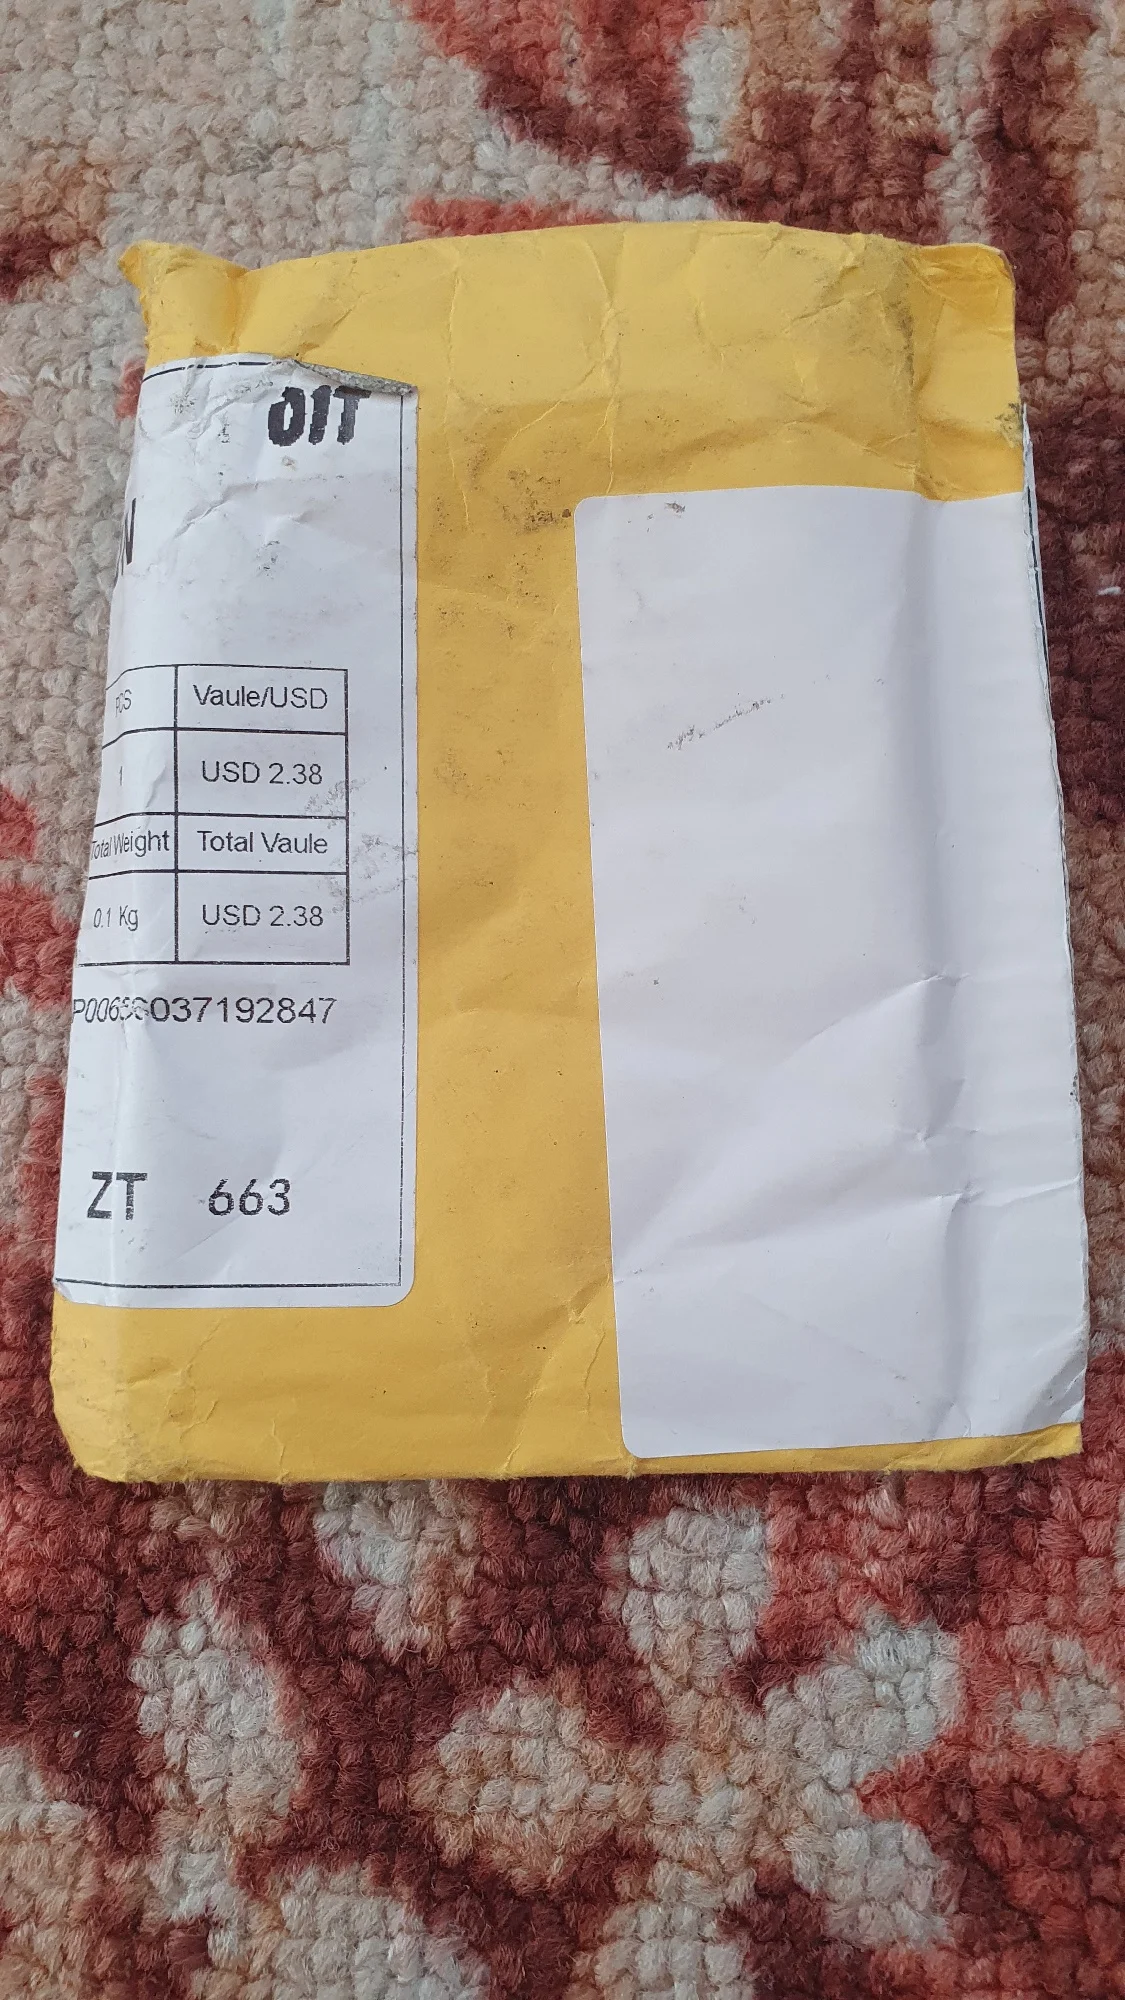 01T
N
PCS Vaule/USD
1 USD 2.38
Total Weight Total Vaule
0.1 Kg USD 2.38
ZT 663